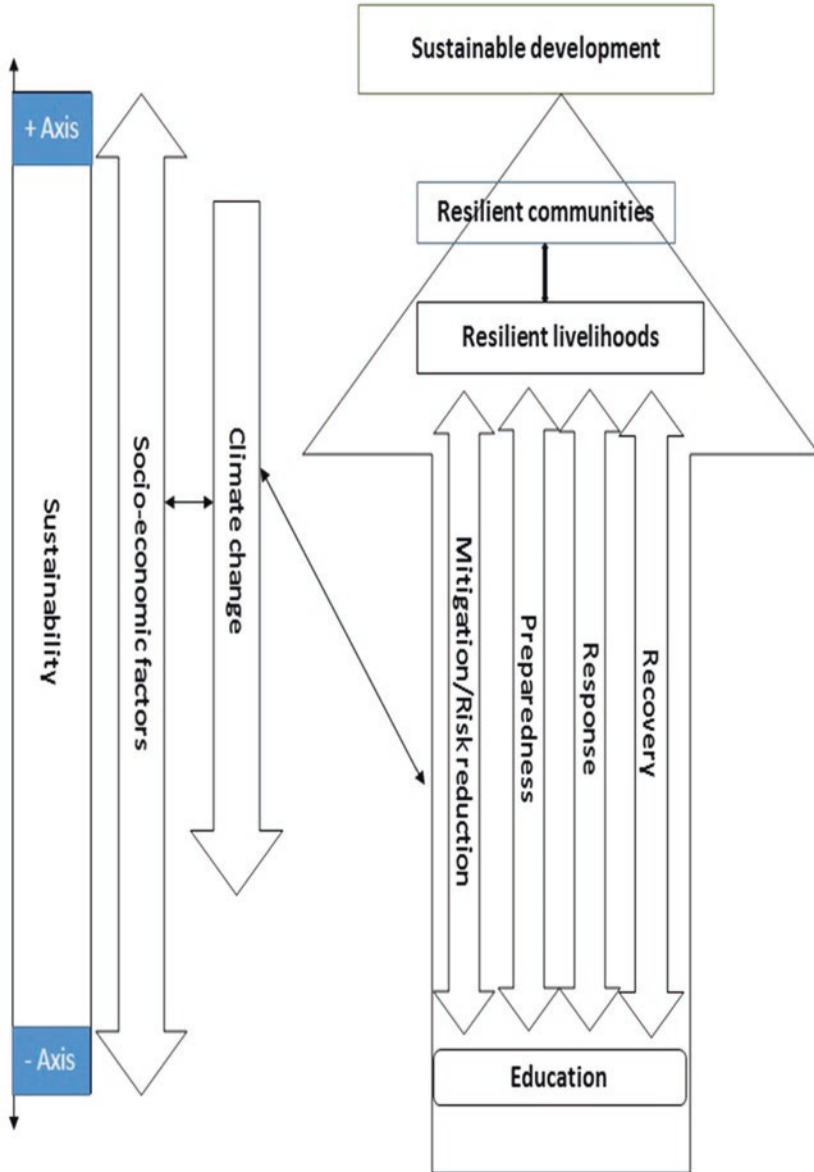 Sustainable development
+ Axis
Resilient communities
Resilient livelihoods
Sustainability
Socio-economic factors
Climate change
Mitigation/Risk reduction
Preparedness
Response
Recovery
- Axis
Education